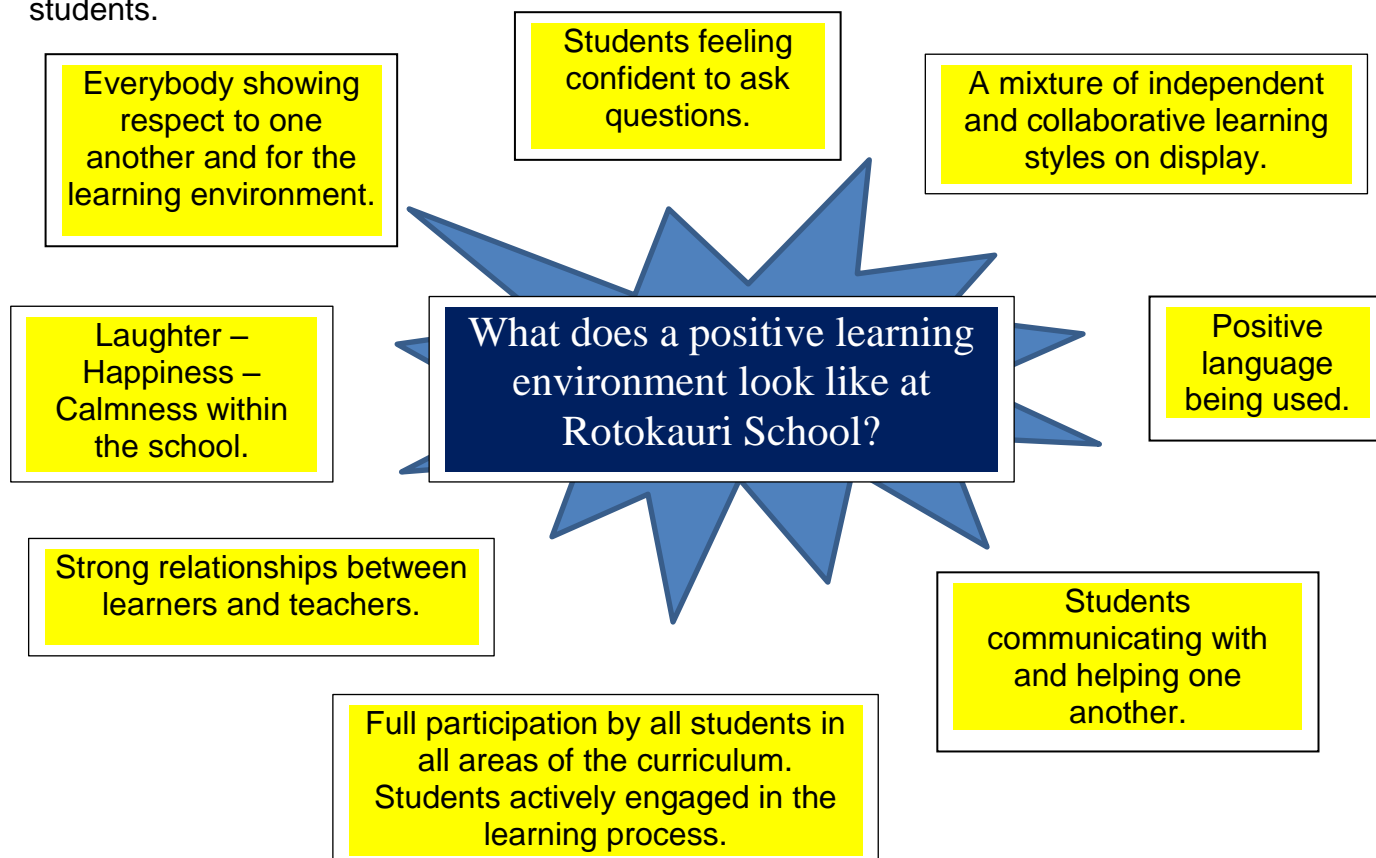 students.
Students feeling
confident to ask
questions.
Everybody showing
respect to one
another and for the
learning environment.
A mixture of independent
and collaborative learning
styles on display.
What does a positive learning
environment look like at
Rotokauri School?
Laughter –
Happiness –
Calmness within
the school.
Positive
language
being used.
Strong relationships between
learners and teachers.
Students
communicating with
and helping one
another.
Full participation by all students in
all areas of the curriculum.
Students actively engaged in the
learning process.